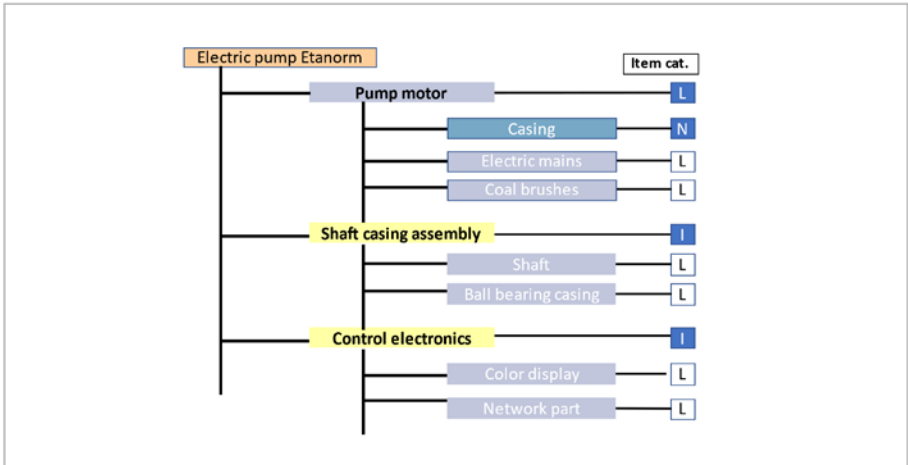 Electric pump Etanorm
Item cat.
Pump motor L
Casing N
Electric mains L
Coal brushes L
Shaft casing assembly I
Shaft L
Ball bearing casing L
Control electronics I
Color display L
Network part L